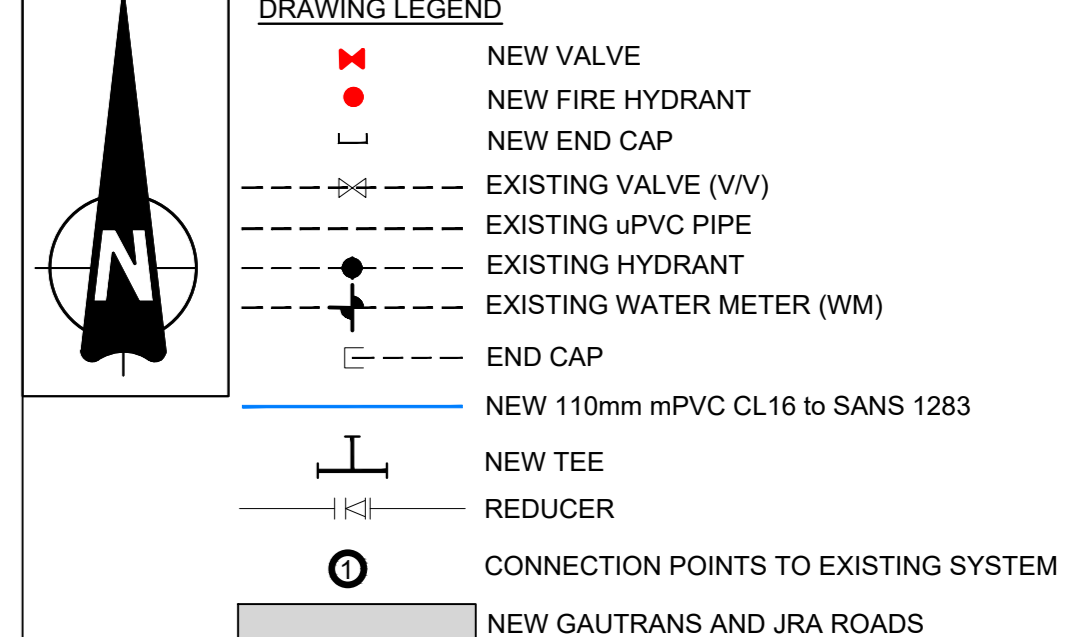 DRAWING LEGEND
NEW VALVE
NEW FIRE HYDRANT
NEW END CAP
EXISTING VALVE (V/V)
EXISTING uPVC PIPE
EXISTING HYDRANT
EXISTING WATER METER (WM)
END CAP
NEW 110mm mPVC CL16 to SANS 1283
NEW TEE
REDUCER
1 CONNECTION POINTS TO EXISTING SYSTEM
NEW GAUTRANS AND JRA ROADS
N